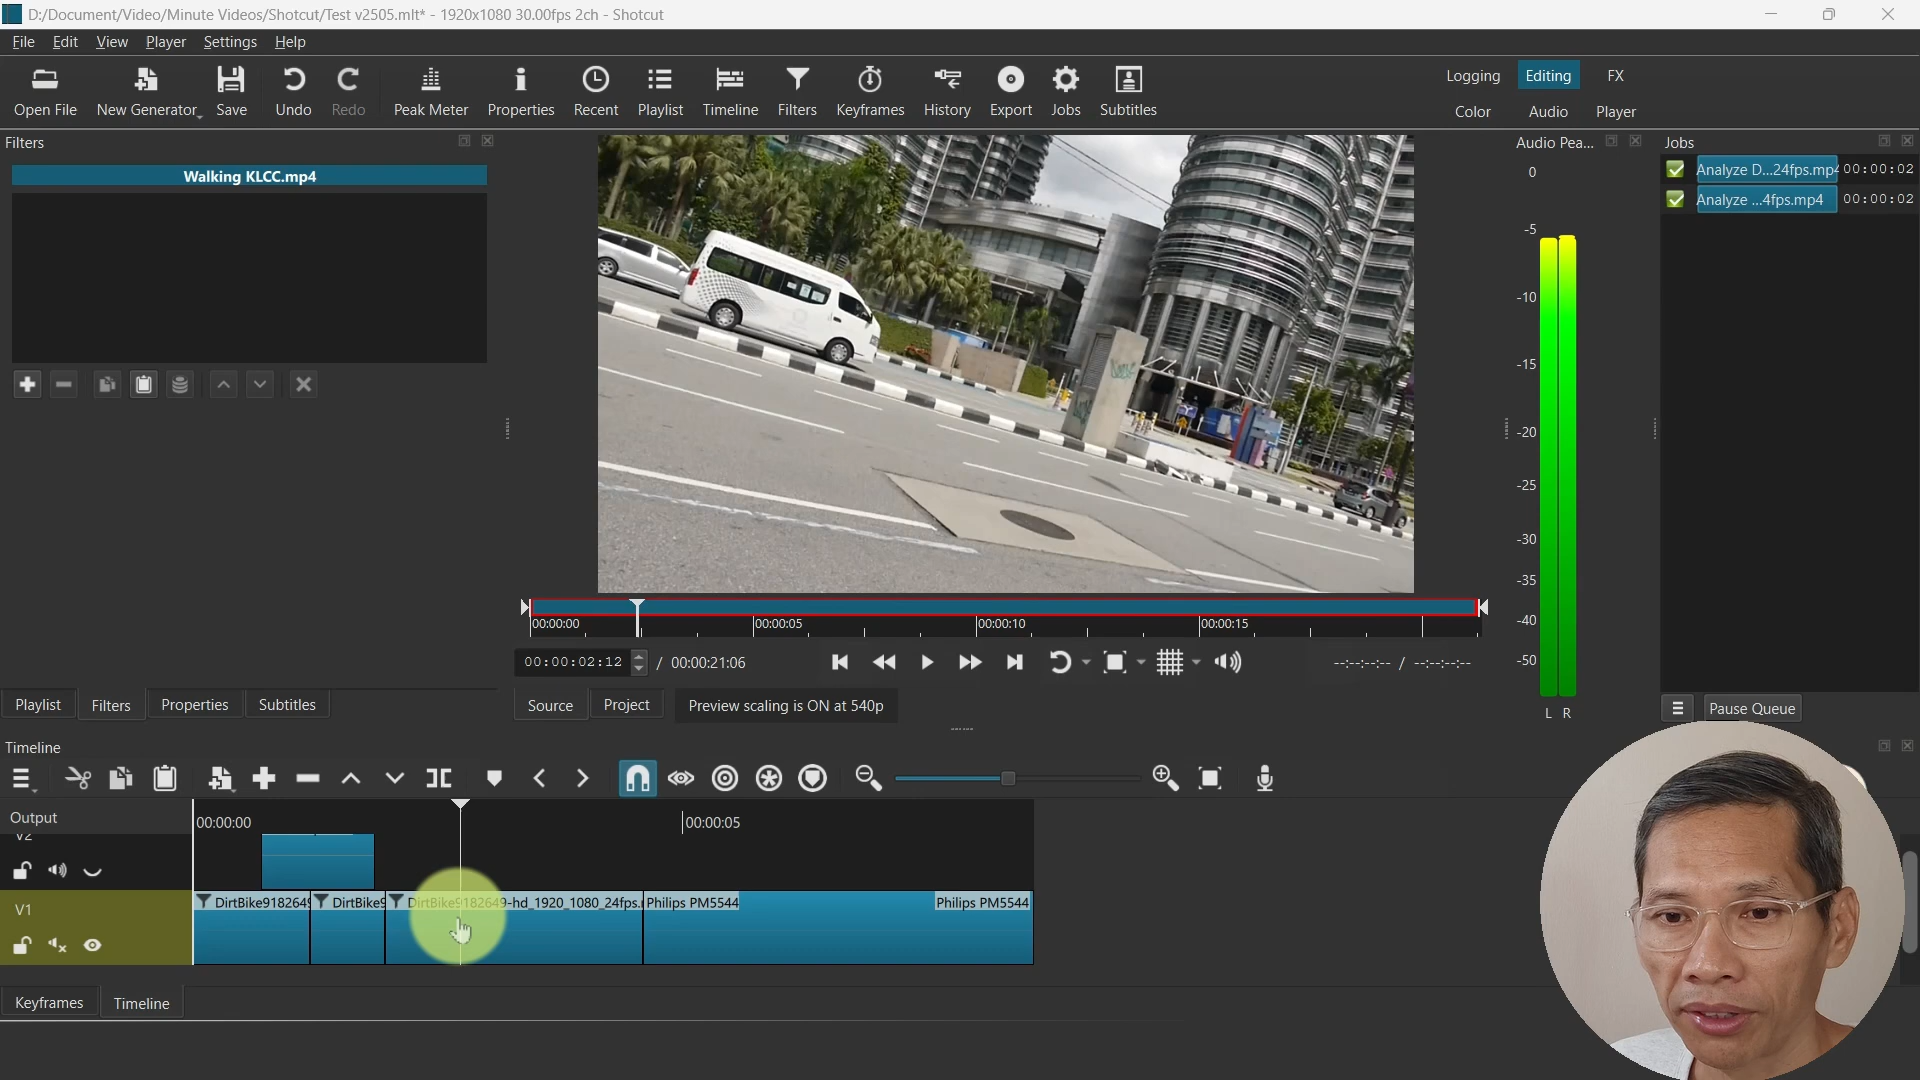 D:/Document/Video/Minute Videos/Shotcut/Test v2505.mlt* - 1920x1080 30.00fps 2ch - Shotcut
File Edit View Player Settings Help
Open File New Generator Save Undo Redo Peak Meter Properties Recent Playlist Timeline Filters Keyframes History Export Jobs Subtitles
Logging Editing FX
Color Audio Player
Filters
Walking KLCC.mp4
Audio Pea...
0
-5
-10
-15
-20
-25
-30
-35
-40
-50
L R
Jobs
Analyze D...24fps.mp4 00:00:02
Analyze ...4fps.mp4 00:00:02
Pause Queue
00:00:00 00:00:05 00:00:10 00:00:15
00:00:02:12 / 00:00:21:06
--:--:--:-- / --:--:--:--
Playlist Filters Properties Subtitles
Source Project Preview scaling is ON at 540p
Timeline
Output
00:00:00 00:00:05
V2
V1
DirtBike9182649 DirtBike9 DirtBike9182649-hd_1920_1080_24fps.m Philips PM5544 Philips PM5544
Keyframes Timeline